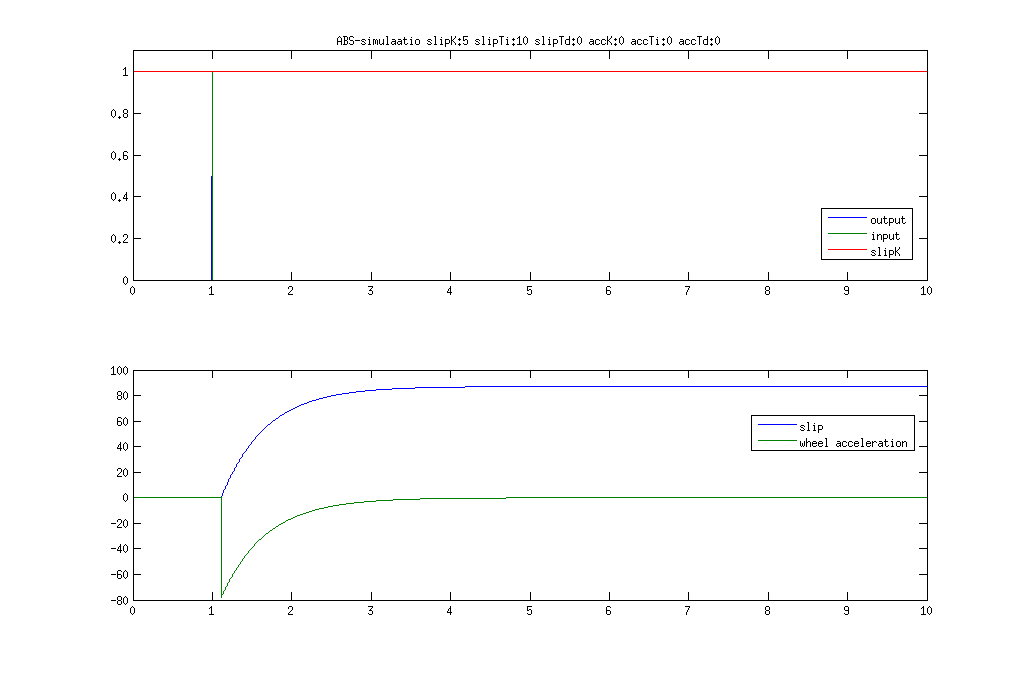 ABS-simulaatio slipK:5 slipTi:10 slipTd:0 accK:0 accTi:0 accTd:0
1
0.8
0.6
0.4
0.2
0
output
input
slipK
0 1 2 3 4 5 6 7 8 9 10
100
80
60
40
20
0
-20
-40
-60
-80
slip
wheel acceleration
0 1 2 3 4 5 6 7 8 9 10